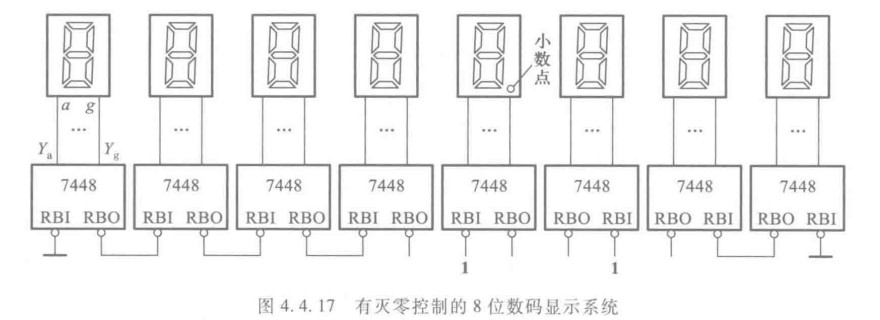 小数点
a g
... ... ... ... ... ... ... ...
Ya Yg
7448 7448 7448 7448 7448 7448 7448 7448
RBI RBO RBI RBO RBI RBO RBI RBO RBI RBO RBO RBI RBO RBI RBO RBI
1 1
图 4.4.17 有灭零控制的 8 位数码显示系统